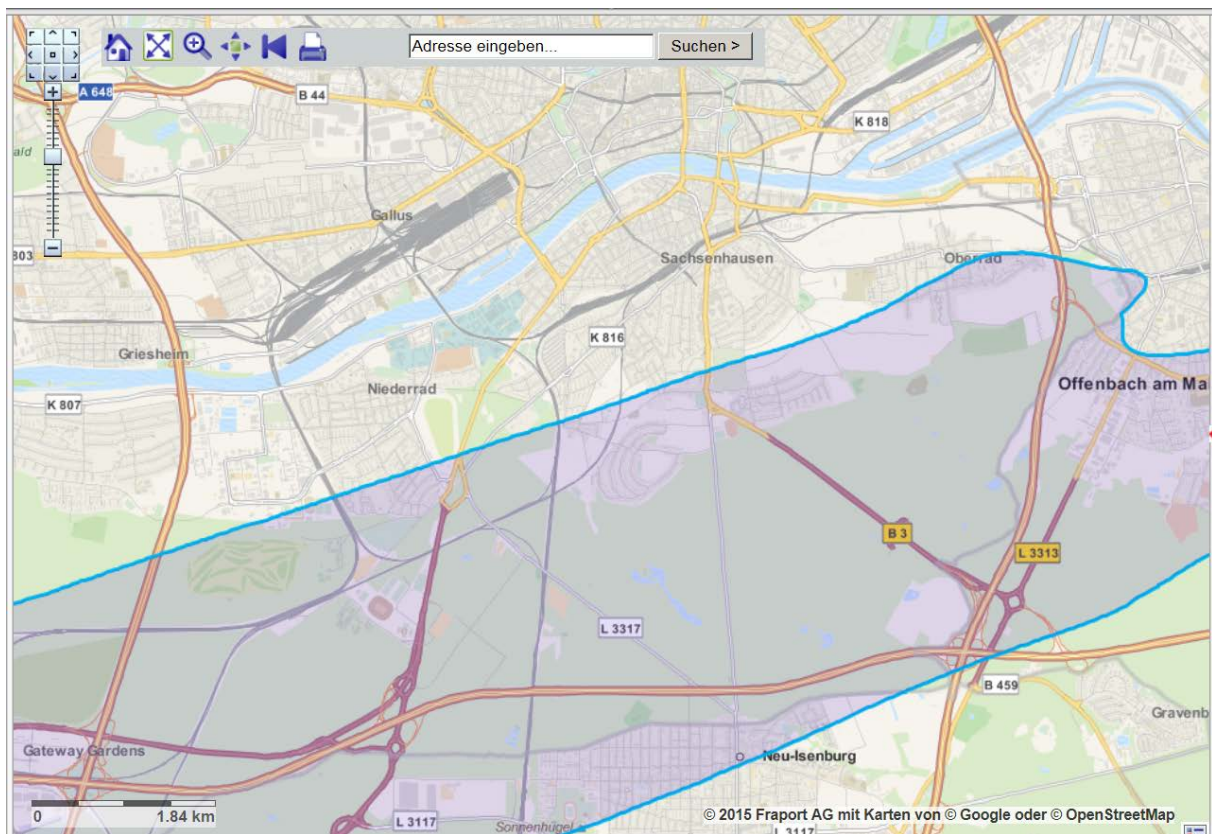 Adresse eingeben...
Suchen >
A 648
B 44
K 818
ald
Gallus
803
Sachsenhausen
Oberrad
K 816
Griesheim
Niederrad
K 807
Offenbach am Ma
B 3
L 3313
L 3317
B 459
Gravenb
Gateway Gardens
Neu-Isenburg
0
1.84 km
L 3117
Sonnenhügel
© 2015 Fraport AG mit Karten von © Google oder © OpenStreetMap
L 3117